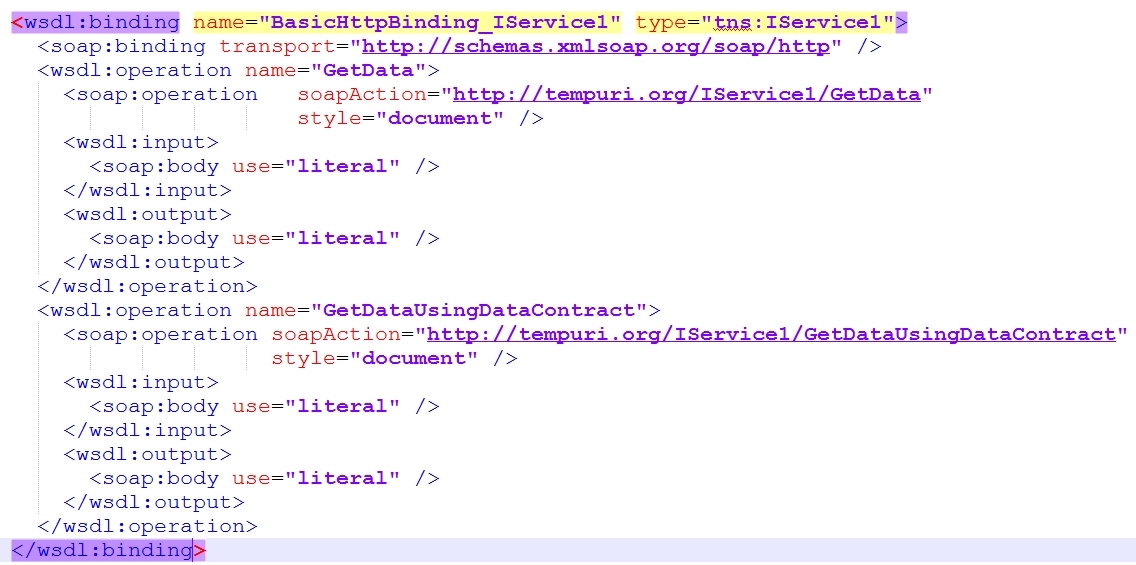 <wsdl:binding name="BasicHttpBinding_IService1" type="tns:IService1">
<soap:binding transport="http://schemas.xmlsoap.org/soap/http" />
<wsdl:operation name="GetData">
<soap:operation soapAction="http://tempuri.org/IService1/GetData"
style="document" />
<wsdl:input>
<soap:body use="literal" />
</wsdl:input>
<wsdl:output>
<soap:body use="literal" />
</wsdl:output>
</wsdl:operation>
<wsdl:operation name="GetDataUsingDataContract">
<soap:operation soapAction="http://tempuri.org/IService1/GetDataUsingDataContract"
style="document" />
<wsdl:input>
<soap:body use="literal" />
</wsdl:input>
<wsdl:output>
<soap:body use="literal" />
</wsdl:output>
</wsdl:operation>
</wsdl:binding>